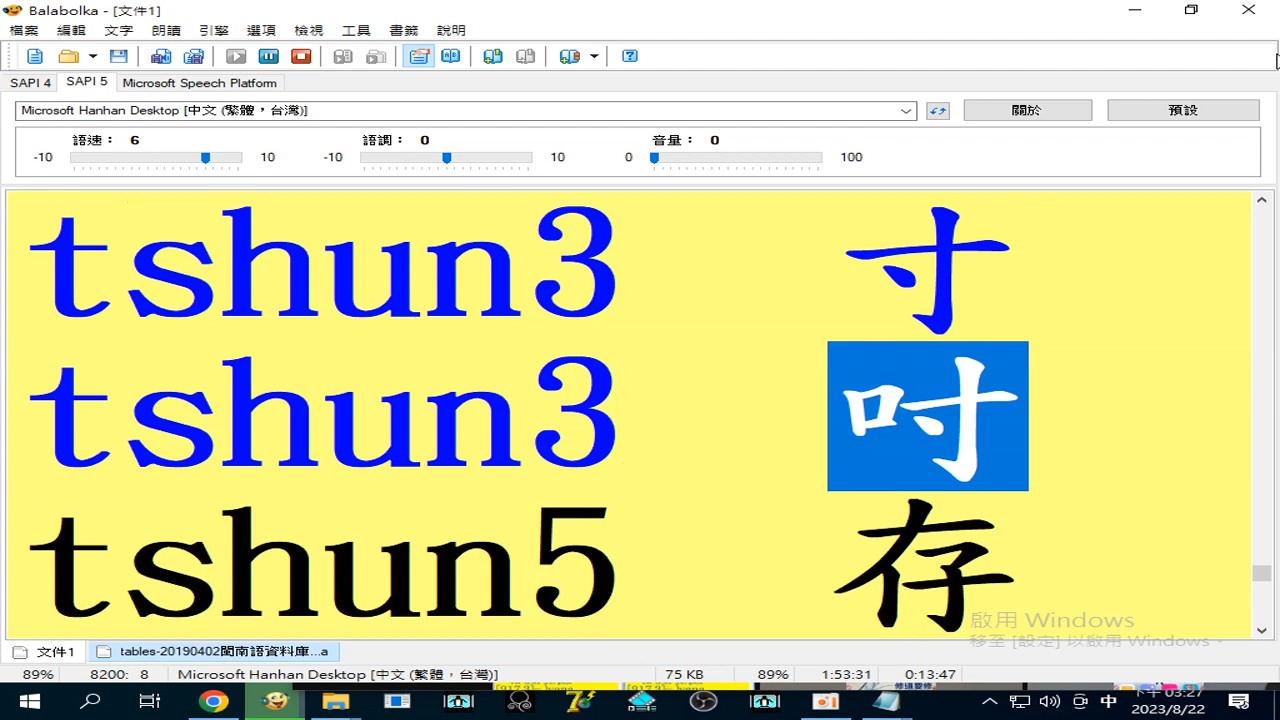 Balabolka - [文件1]
檔案 編輯 文字 朗讀 引擎 選項 檢視 工具 書籤 說明
SAPI 4 SAPI 5 Microsoft Speech Platform
Microsoft Hanhan Desktop [中文 (繁體，台灣)] 關於 預設
語速： 6 語調： 0 音量： 0
-10 10 -10 10 0 100
tshun3 寸
tshun3 吋
tshun5 存
啟用 Windows
移至 [設定] 以啟用 Windows。
文件1 tables-20190402閩南語資料庫...a
89% 8200: 8 Microsoft Hanhan Desktop [中文 (繁體，台灣)] 75 KB 89% 1:53:31 0:13:47
中 下午 03:27
2023/8/22